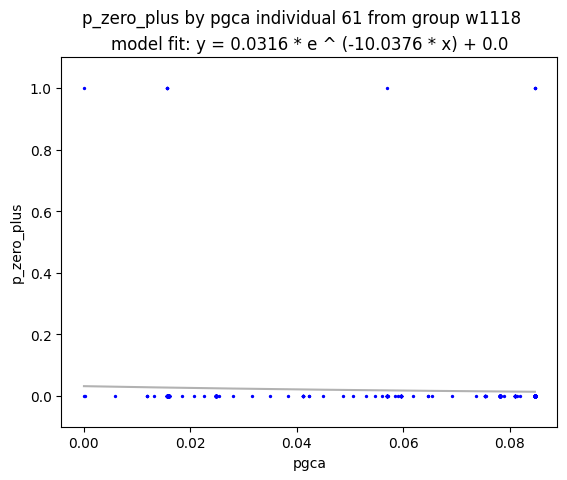 p_zero_plus by pgca individual 61 from group w1118
model fit: y = 0.0316 * e ^ (-10.0376 * x) + 0.0
1.0
0.8
0.6
0.4
0.2
0.0
p_zero_plus
0.00 0.02 0.04 0.06 0.08
pgca